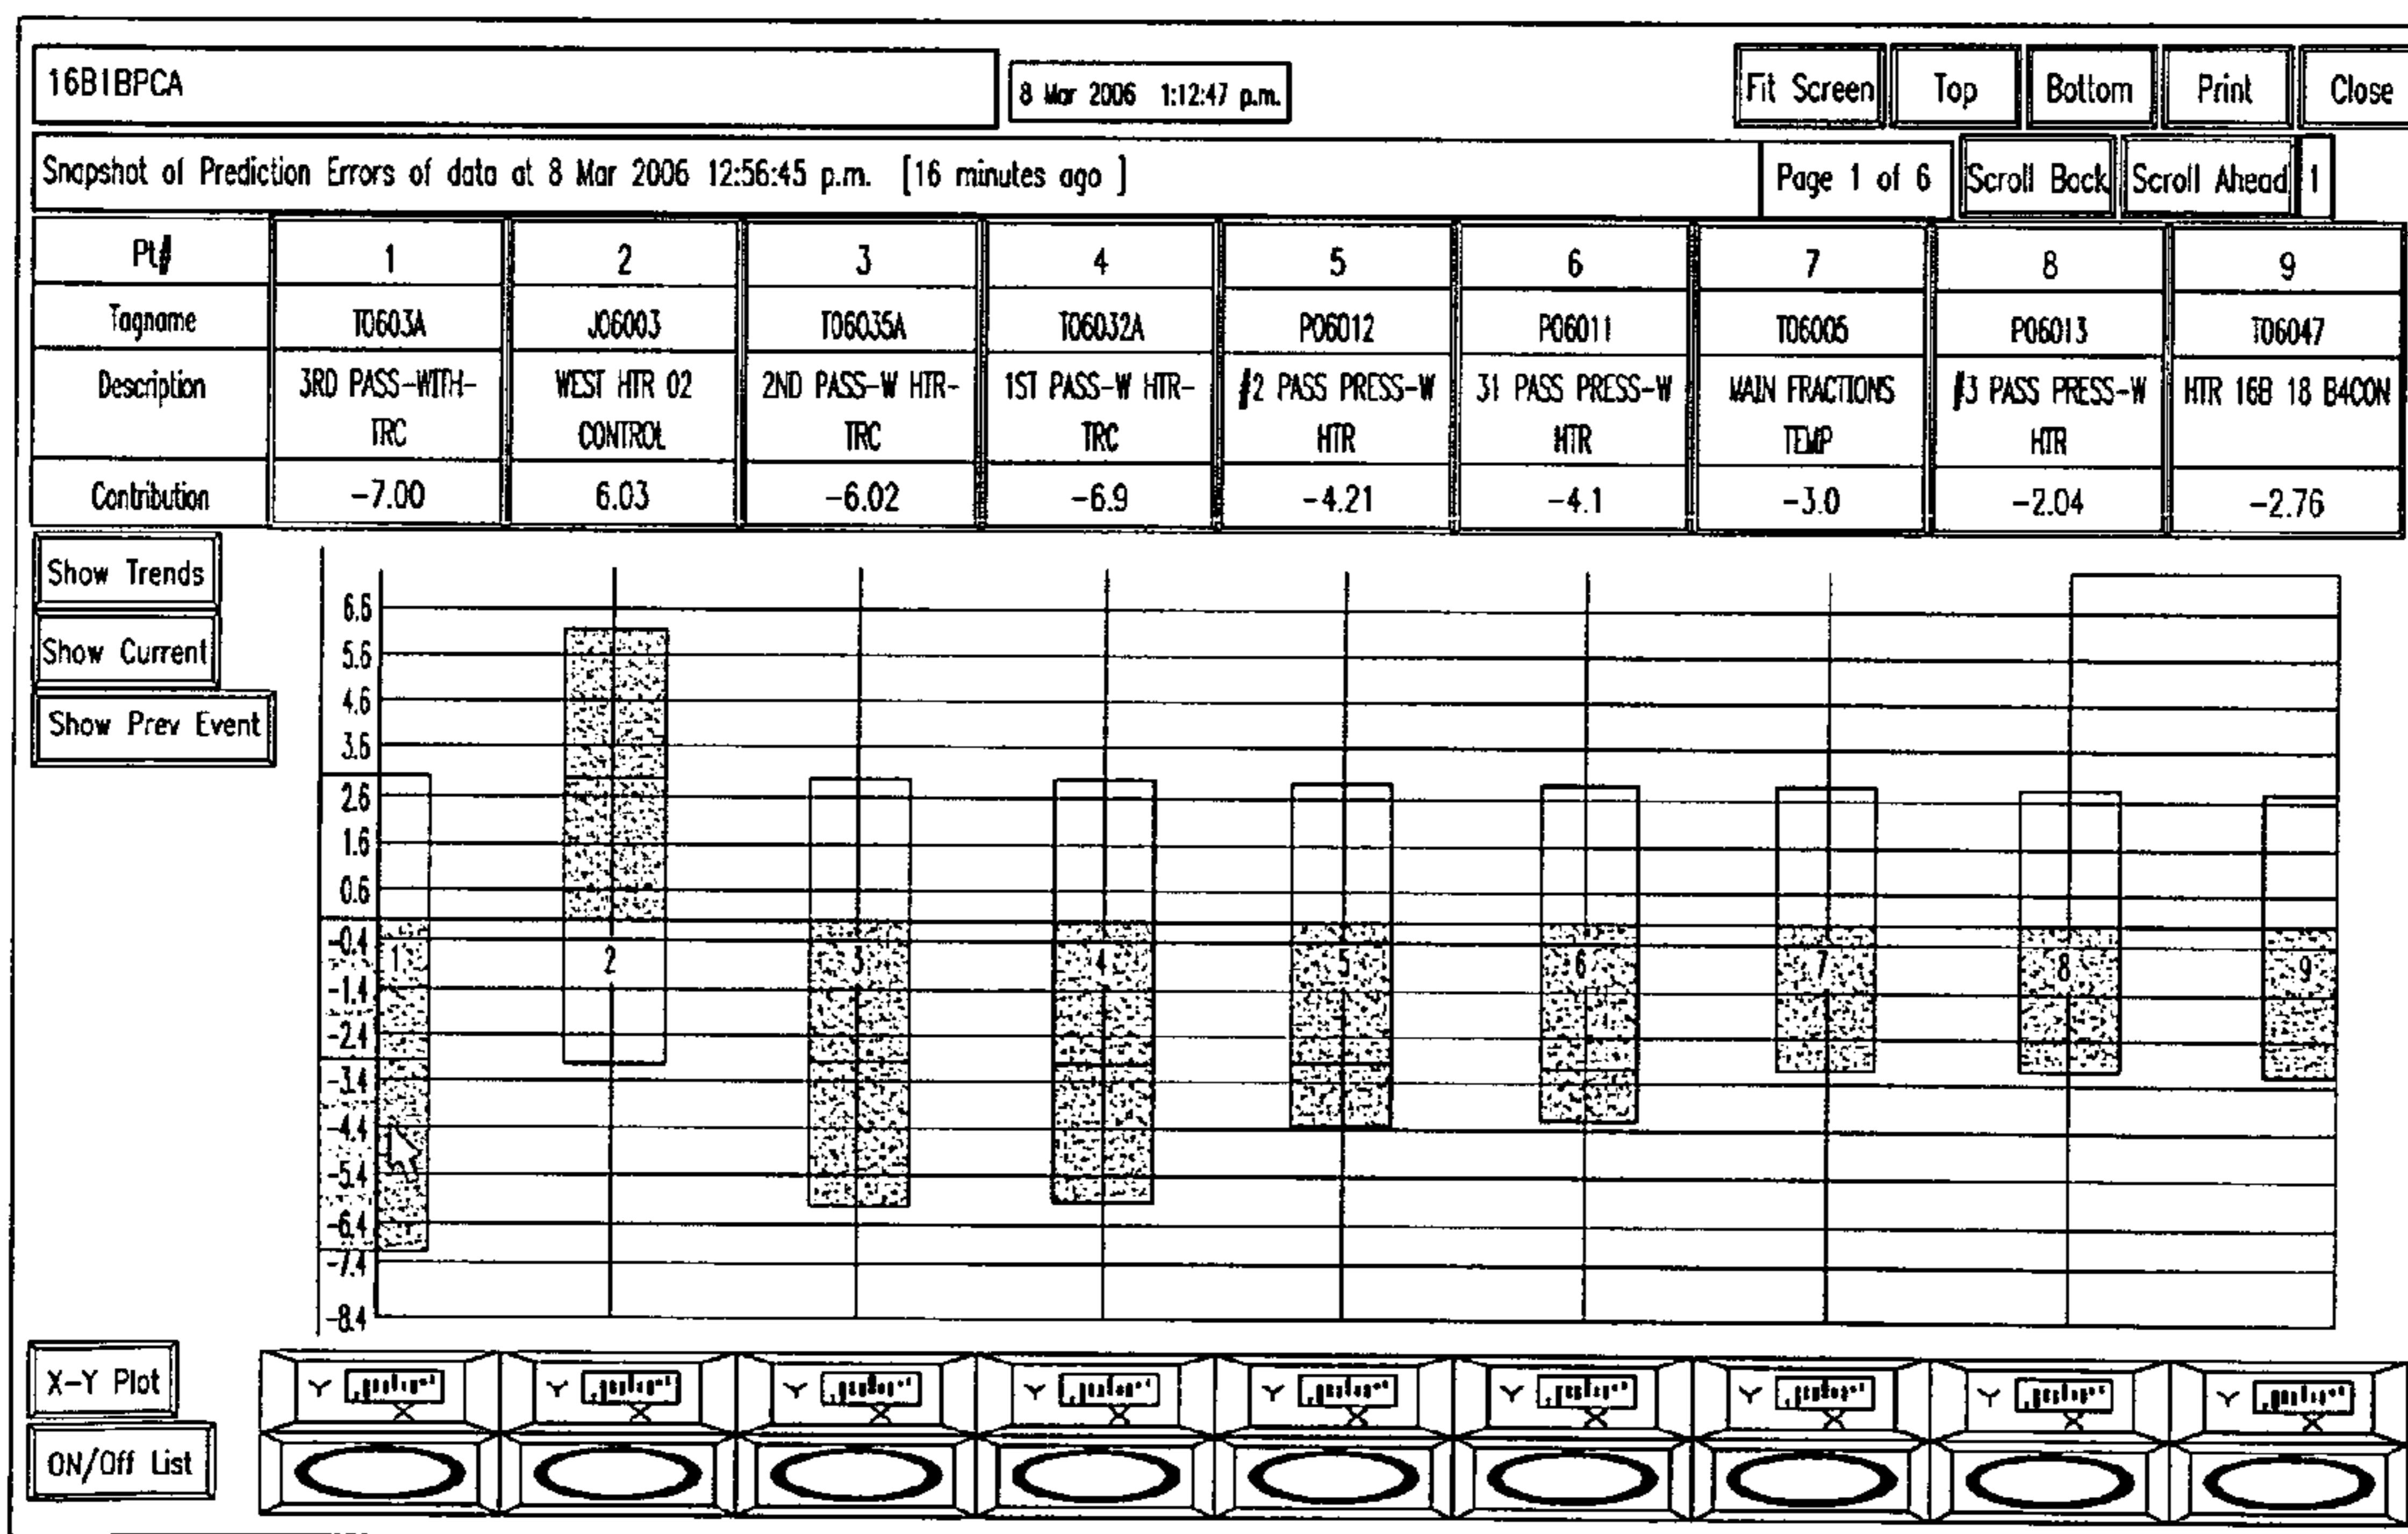 16B1BPCA
8 Mar 2006 1:12:47 p.m.
Fit Screen Top Bottom Print Close
Snapshot of Prediction Errors of data at 8 Mar 2006 12:56:45 p.m. [16 minutes ago ]
Page 1 of 6 Scroll Back Scroll Ahead 1
Pt# 1 2 3 4 5 6 7 8 9
Tagname T0603A J06003 T06035A T06032A P06012 P06011 T06005 P06013 T06047
Description 3RD PASS-WITH- WEST HTR 02 2ND PASS-W HTR- 1ST PASS-W HTR- #2 PASS PRESS-W 31 PASS PRESS-W MAIN FRACTIONS #3 PASS PRESS-W HTR 16B 18 B4CON
TRC CONTROL TRC TRC HTR HTR TEMP HTR
Contribution -7.00 6.03 -6.02 -6.9 -4.21 -4.1 -3.0 -2.04 -2.76
Show Trends
Show Current
Show Prev Event
6.6
5.6
4.6
3.6
2.6
1.6
0.6
-0.4
1 2 3 4 5 6 7 8 9
-1.4
-2.4
-3.4
-4.4
-5.4
-6.4
-7.4
-8.4
X-Y Plot
Y Y Y Y Y Y Y Y Y
X X X X X X X X X
ON/Off List